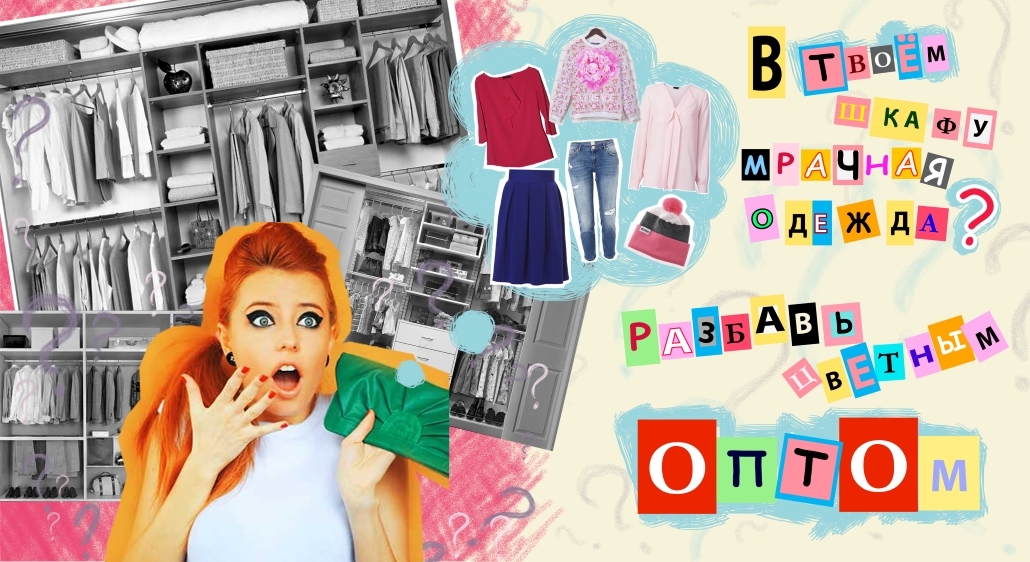 В ТВОЁМ
ШКАФУ
МРАЧНАЯ
ОДЕЖДА?
РАЗБАВЬ
ЦВЕТНЫМ
ОПТОМ